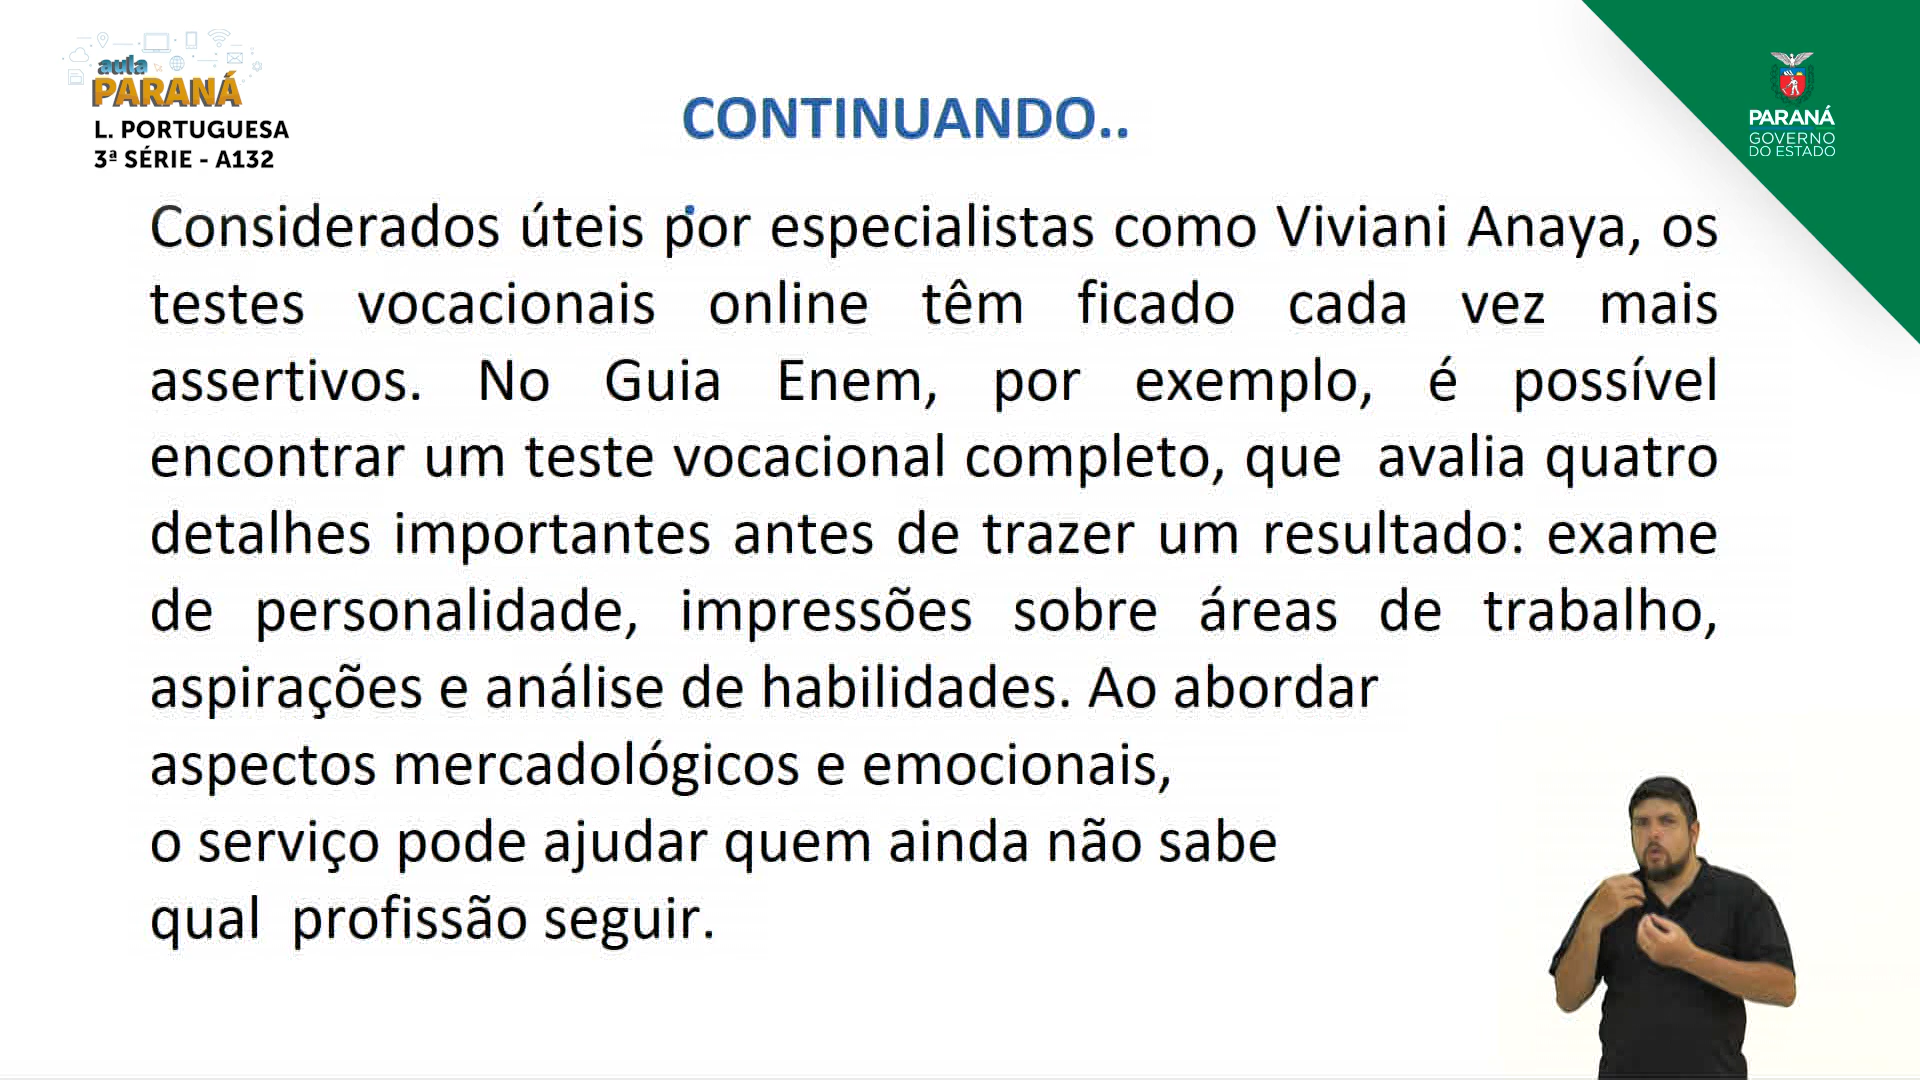 aula
PARANÁ
L. PORTUGUESA
3ª SÉRIE - A132
CONTINUANDO..
PARANÁ
GOVERNO
DO ESTADO
Considerados úteis por especialistas como Viviani Anaya, os
testes vocacionais online têm ficado cada vez mais
assertivos. No Guia Enem, por exemplo, é possível
encontrar um teste vocacional completo, que avalia quatro
detalhes importantes antes de trazer um resultado: exame
de personalidade, impressões sobre áreas de trabalho,
aspirações e análise de habilidades. Ao abordar
aspectos mercadológicos e emocionais,
o serviço pode ajudar quem ainda não sabe
qual profissão seguir.